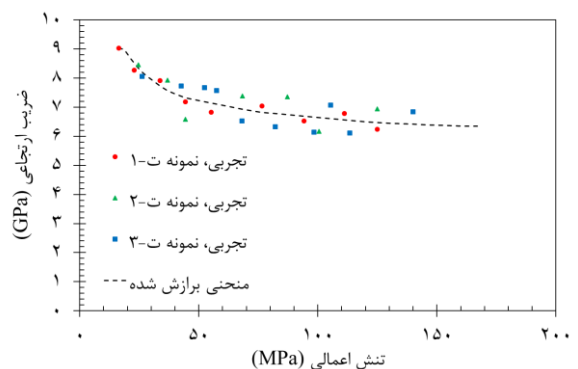 ۱۰
۹
۸
۷
۶
۵
۴
۳
۲
۱
۰
ضریب ارتجاعی (GPa)
تجربی، نمونه ت-۱
تجربی، نمونه ت-۲
تجربی، نمونه ت-۳
منحنی برازش شده
۰
۵۰
۱۰۰
۱۵۰
۲۰۰
تنش اعمالی (MPa)